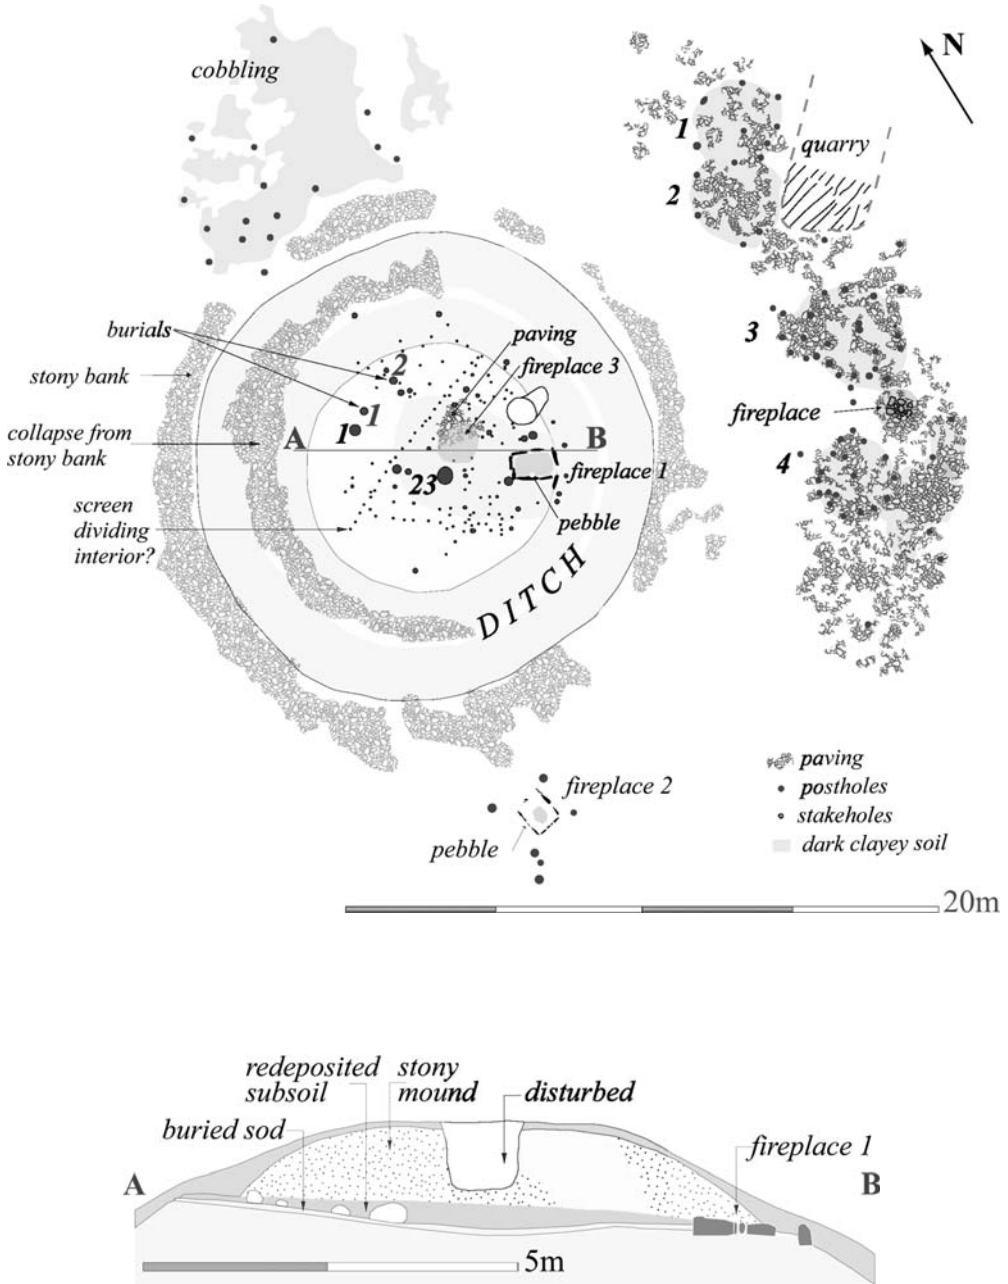 cobbling
N
1
quarry
2
burials
paving
3
2
fireplace 3
stony bank
1
fireplace
A
1
B
collapse from
stony bank
23
fireplace 1
4
screen
dividing
interior?
pebble
DITCH
paving
fireplace 2
postholes
stakeholes
pebble
dark clayey soil
20m
redeposited
subsoil
stony
mound
disturbed
buried sod
fireplace 1
A
B
5m